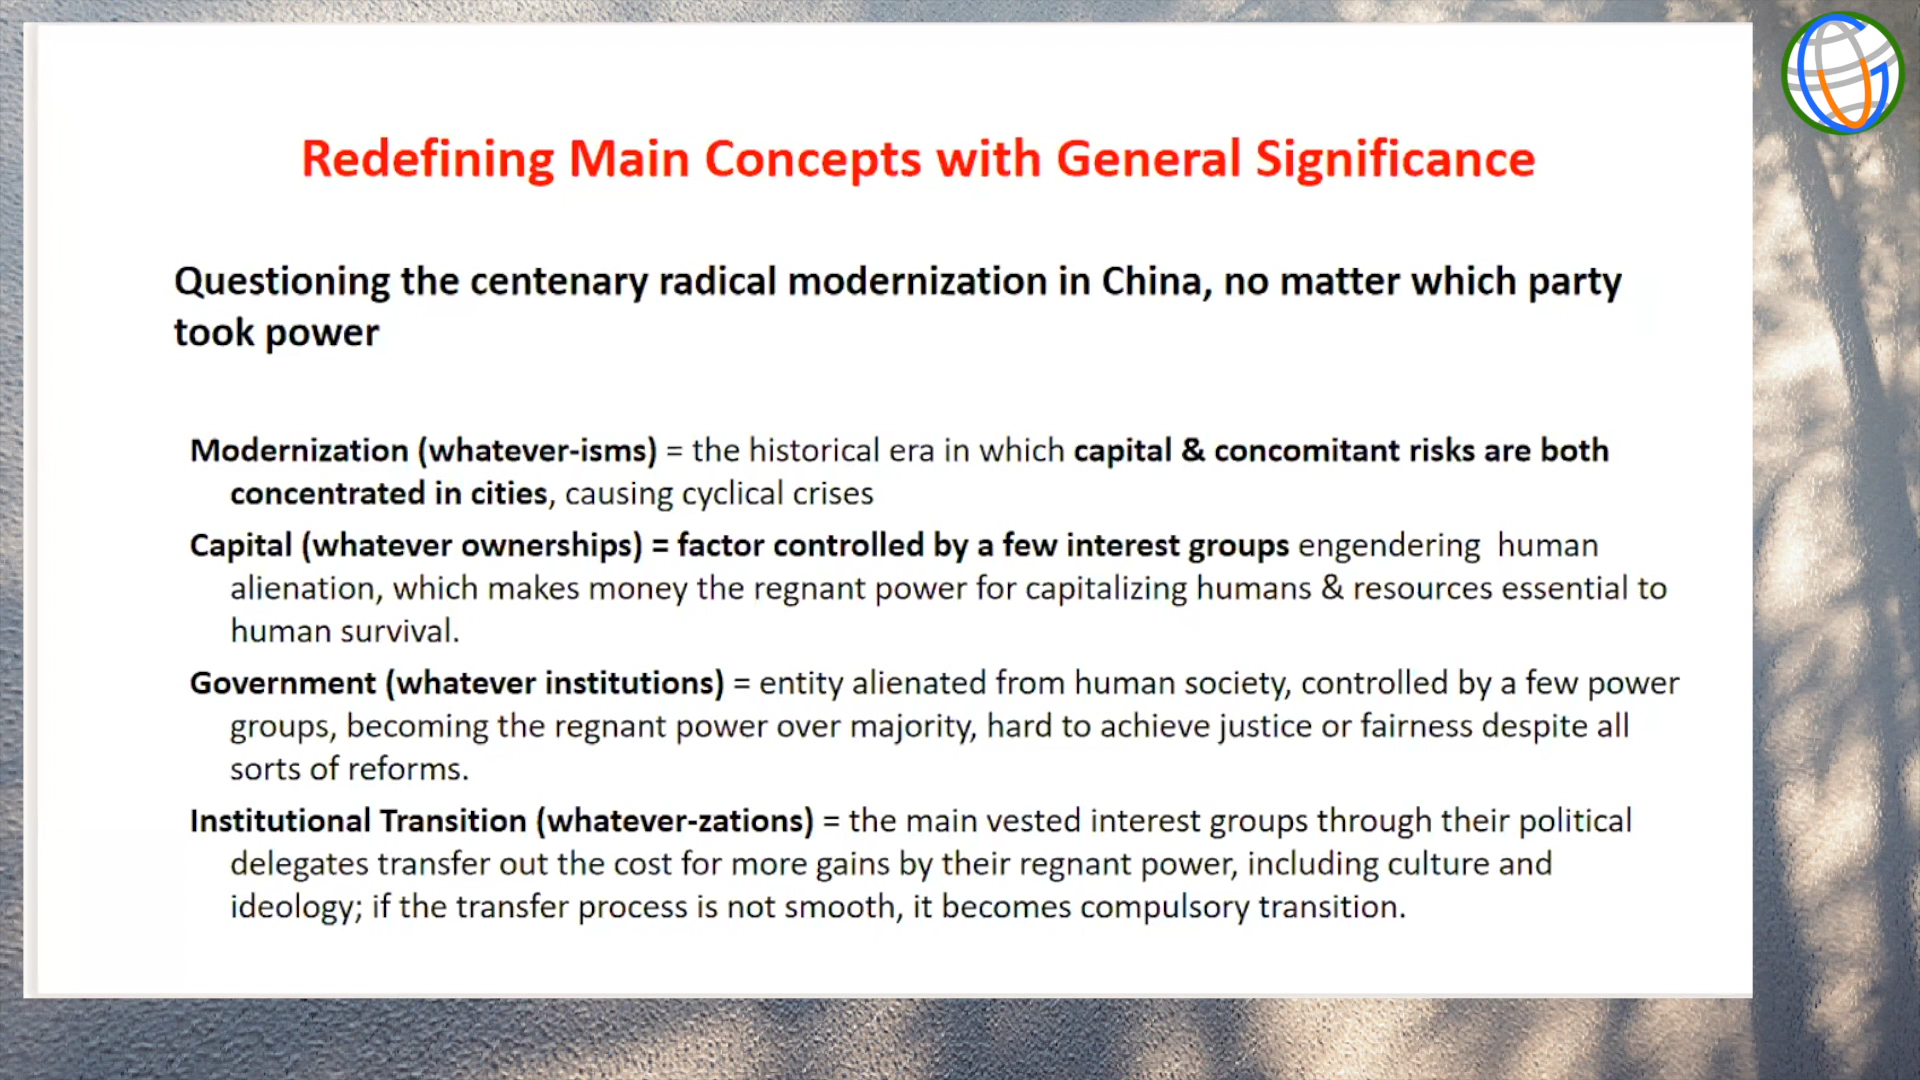 Redefining Main Concepts with General Significance
Questioning the centenary radical modernization in China, no matter which party
took power
Modernization (whatever-isms) = the historical era in which capital & concomitant risks are both
concentrated in cities, causing cyclical crises
Capital (whatever ownerships) = factor controlled by a few interest groups engendering  human
alienation, which makes money the regnant power for capitalizing humans & resources essential to
human survival.
Government (whatever institutions) = entity alienated from human society, controlled by a few power
groups, becoming the regnant power over majority, hard to achieve justice or fairness despite all
sorts of reforms.
Institutional Transition (whatever-zations) = the main vested interest groups through their political
delegates transfer out the cost for more gains by their regnant power, including culture and
ideology; if the transfer process is not smooth, it becomes compulsory transition.